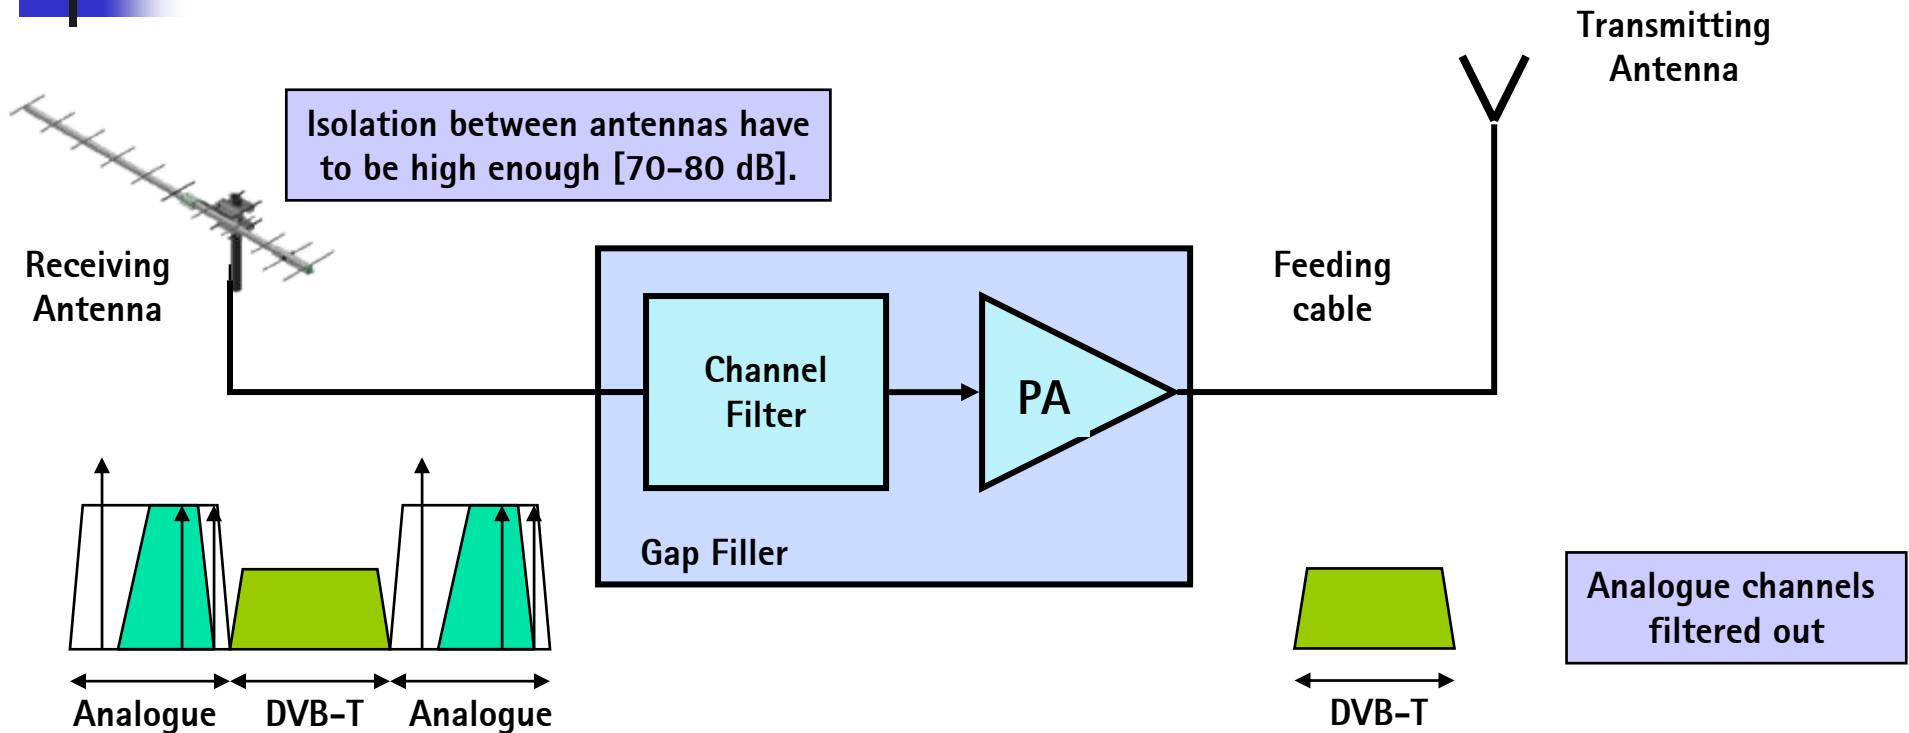 Transmitting
Antenna
Isolation between antennas have
to be high enough [70-80 dB].
Receiving
Antenna
Feeding
cable
Channel
Filter
PA
Gap Filler
Analogue channels
filtered out
Analogue DVB-T Analogue
DVB-T